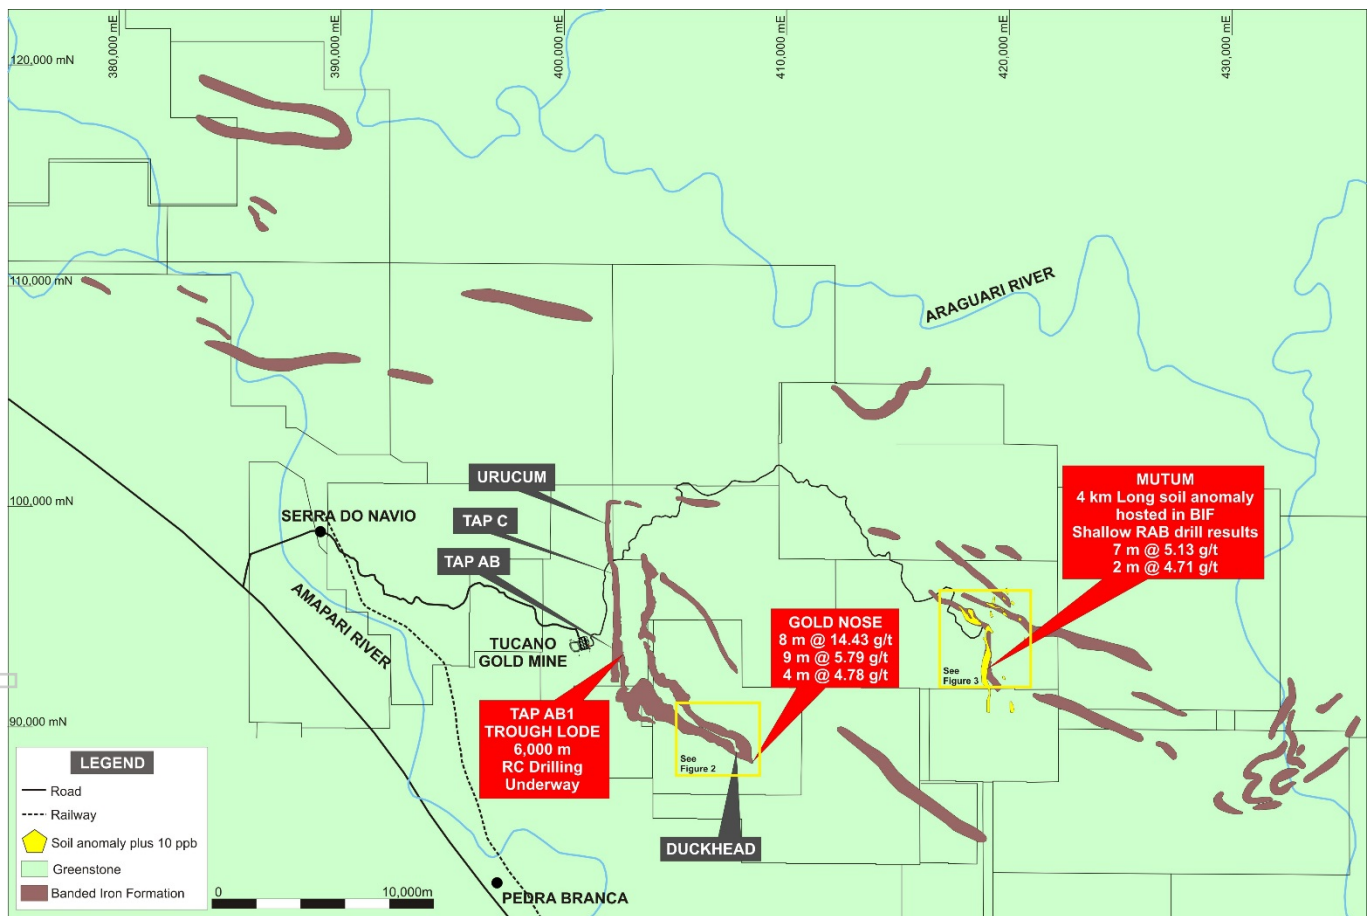 380,000 mE
390,000 mE
400,000 mE
410,000 mE
420,000 mE
430,000 mE
120,000 mN
110,000 mN
100,000 mN
90,000 mN
ARAGUARI RIVER
URUCUM
TAP C
TAP AB
SERRA DO NAVIO
AMAPARI RIVER
TUCANO
GOLD MINE
MUTUM
4 km Long soil anomaly
hosted in BIF
Shallow RAB drill results
7 m @ 5.13 g/t
2 m @ 4.71 g/t
GOLD NOSE
8 m @ 14.43 g/t
9 m @ 5.79 g/t
4 m @ 4.78 g/t
See
Figure 3
TAP AB1
TROUGH LODE
6,000 m
RC Drilling
Underway
See
Figure 2
DUCKHEAD
PEDRA BRANCA
LEGEND
Road
Railway
Soil anomaly plus 10 ppb
Greenstone
Banded Iron Formation
0
10,000m